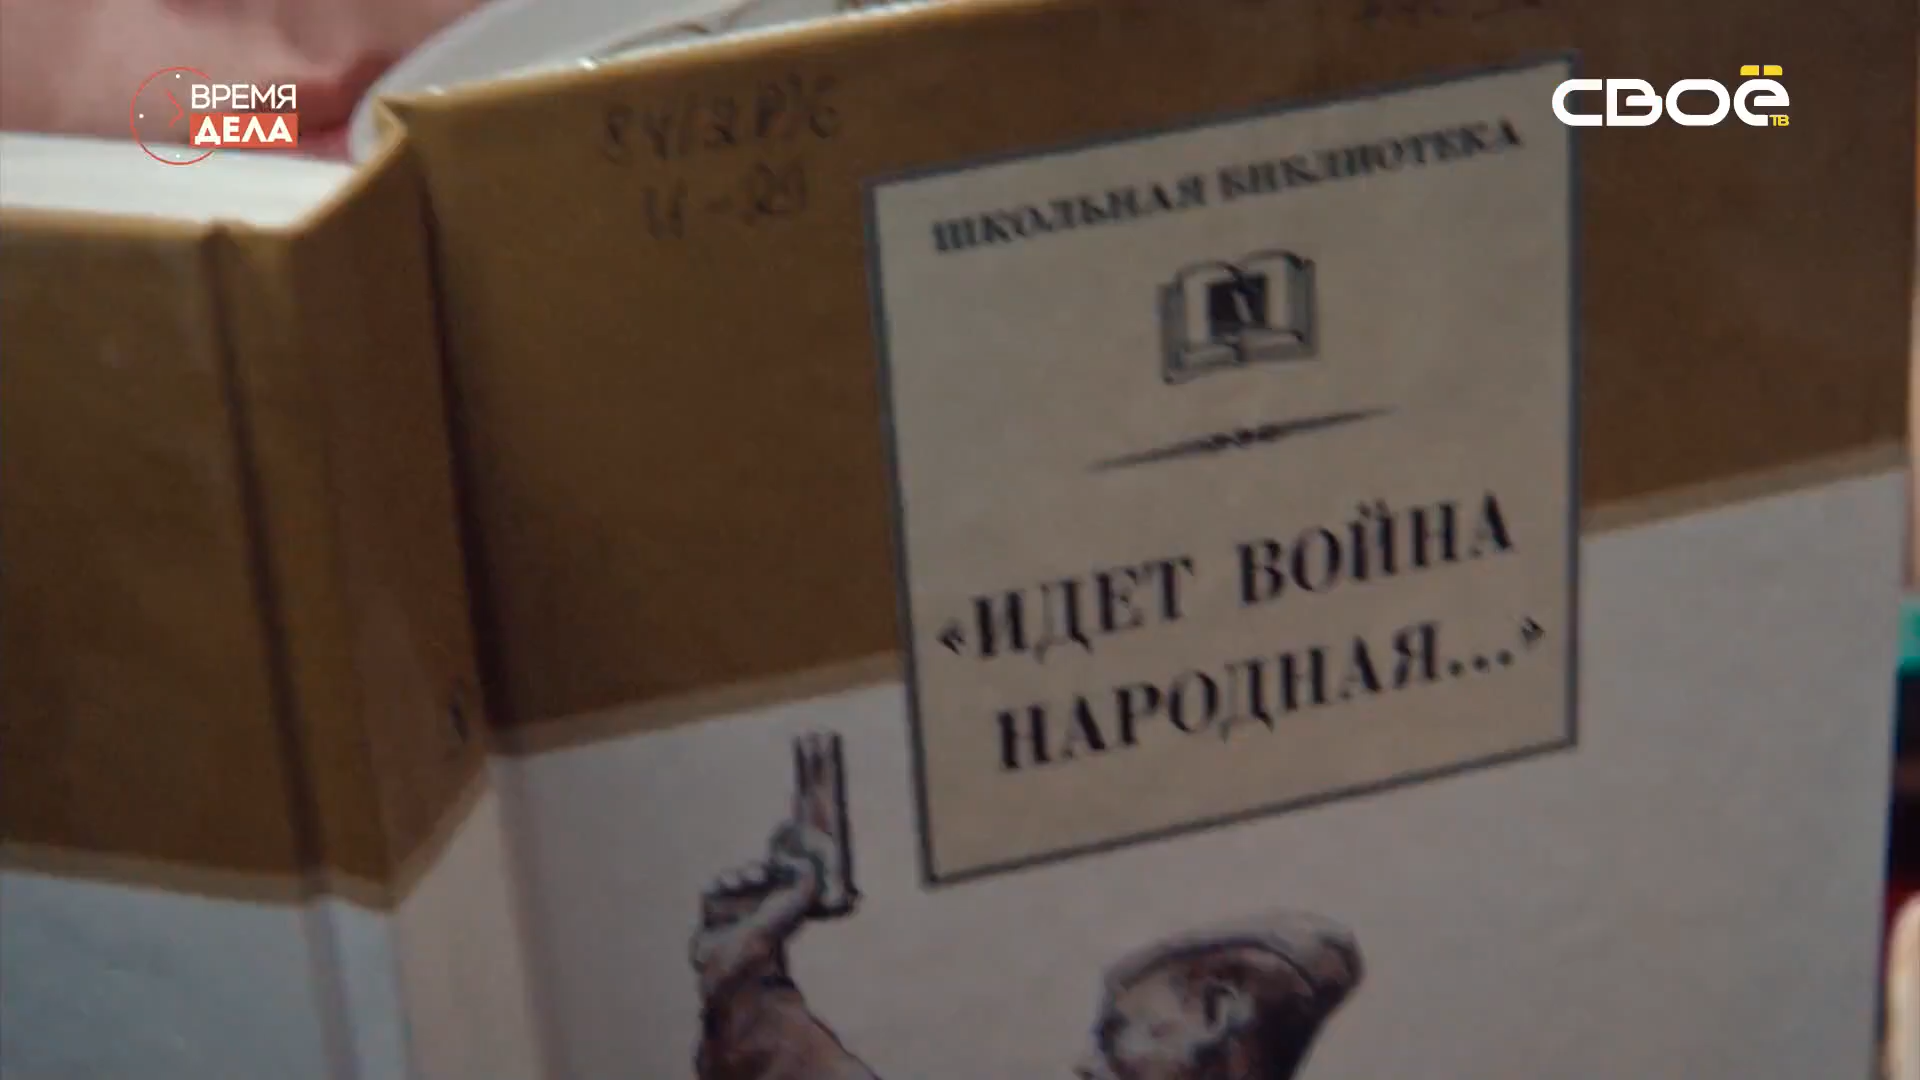 ВРЕМЯ
ДЕЛА
СВОЁ
ТВ
ШКОЛЬНАЯ БИБЛИОТЕКА
«ИДЕТ ВОЙНА
НАРОДНАЯ...»